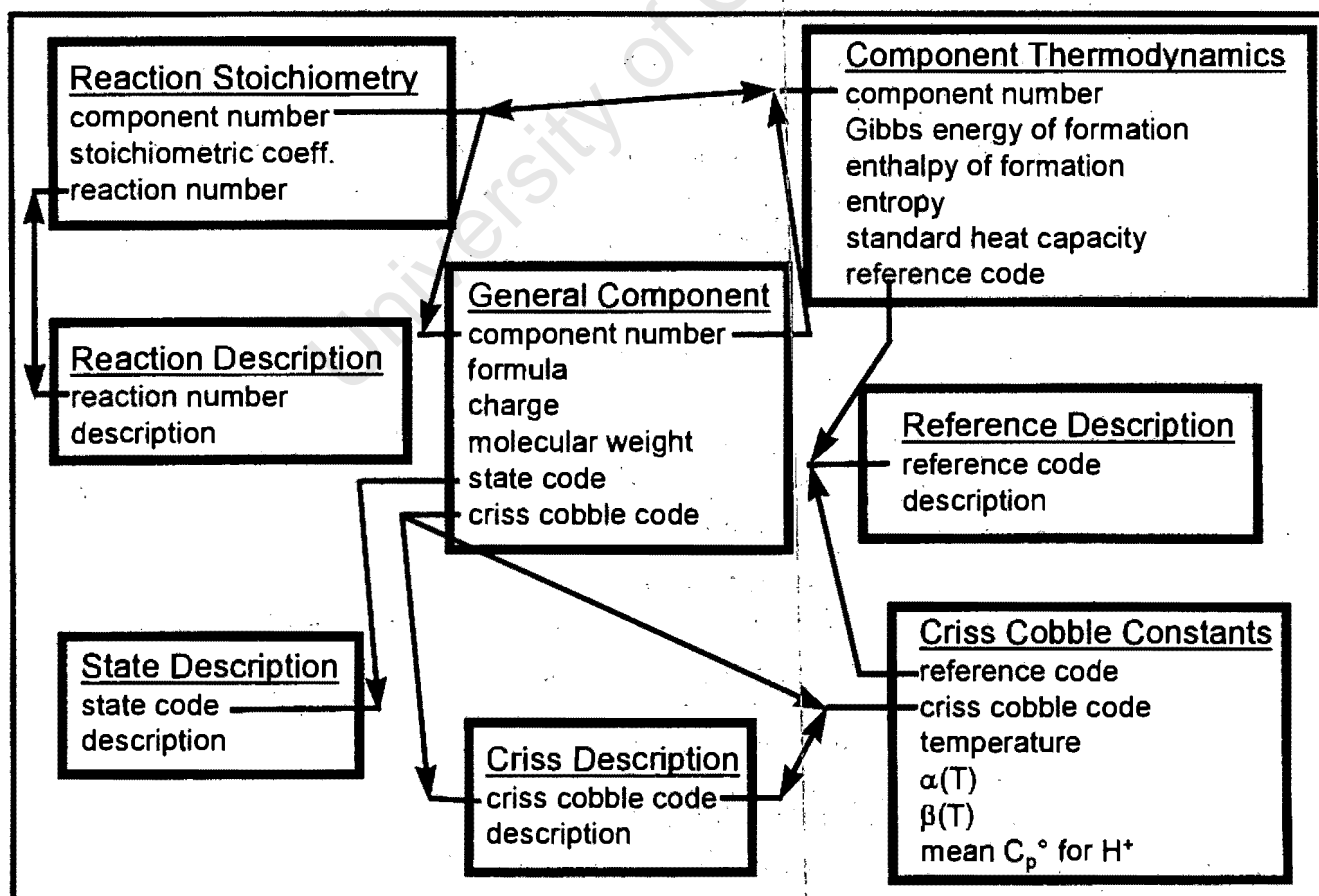 University of
Reaction Stoichiometry
component number
stoichiometric coeff.
reaction number
Component Thermodynamics
component number
Gibbs energy of formation
enthalpy of formation
entropy
standard heat capacity
reference code
General Component
component number
formula
charge
molecular weight
state code
criss cobble code
Reaction Description
reaction number
description
Reference Description
reference code
description
State Description
state code
description
Criss Description
criss cobble code
description
Criss Cobble Constants
reference code
criss cobble code
temperature
α(T)
β(T)
mean Cp° for H⁺